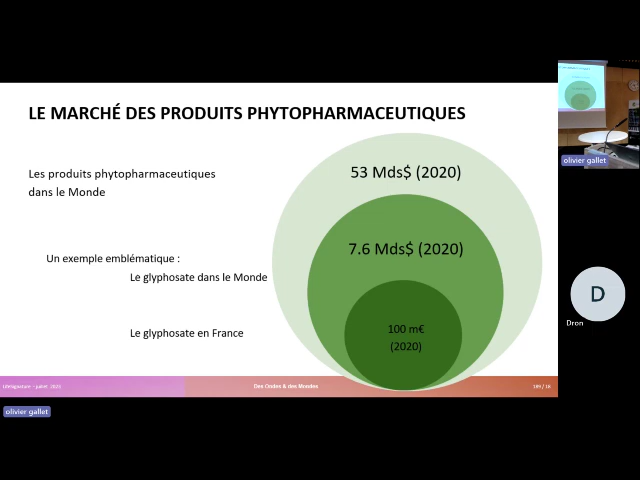 LE MARCHÉ DES PRODUITS PHYTOPHARMACEUTIQUES
Les produits phytopharmaceutiques
dans le Monde
53 Mds$ (2020)
Un exemple emblématique :
Le glyphosate dans le Monde
7.6 Mds$ (2020)
Le glyphosate en France
100 m€
(2020)
Des Ondes & des Mondes
olivier gallet
olivier gallet
D
Dron